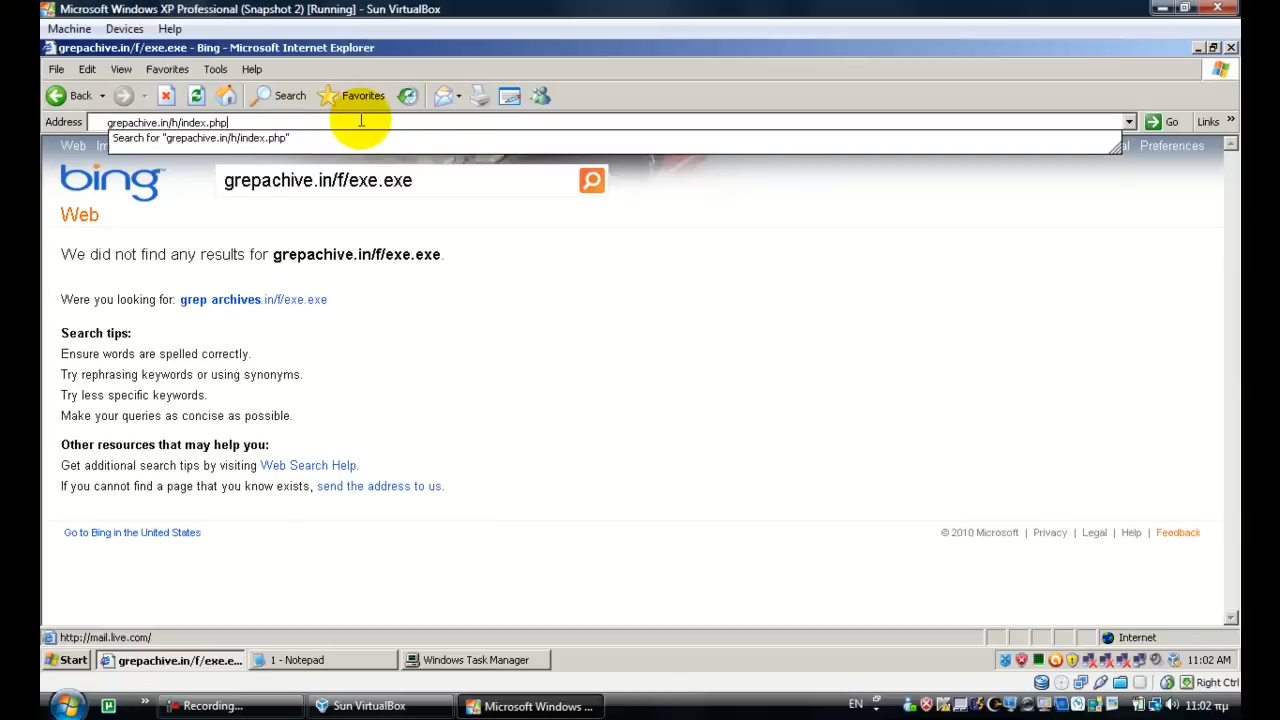 Microsoft Windows XP Professional (Snapshot 2) [Running] - Sun VirtualBox
Machine Devices Help
grepachive.in/f/exe.exe - Bing - Microsoft Internet Explorer
File Edit View Favorites Tools Help
Back Search Favorites
Address grepachive.in/h/index.php Go Links »
Search for "grepachive.in/h/index.php"
Web Preferences
bing grepachive.in/f/exe.exe
Web
We did not find any results for grepachive.in/f/exe.exe.
Were you looking for: grep archives.in/f/exe.exe
Search tips:
Ensure words are spelled correctly.
Try rephrasing keywords or using synonyms.
Try less specific keywords.
Make your queries as concise as possible.
Other resources that may help you:
Get additional search tips by visiting Web Search Help.
If you cannot find a page that you know exists, send the address to us.
Go to Bing in the United States © 2010 Microsoft | Privacy | Legal | Help | Feedback
http://mail.live.com/ Internet
Start grepachive.in/f/exe.e... 1 - Notepad Windows Task Manager 11:02 AM
Right Ctrl
» Recording... Sun VirtualBox Microsoft Windows ... EN 11:02 πμ